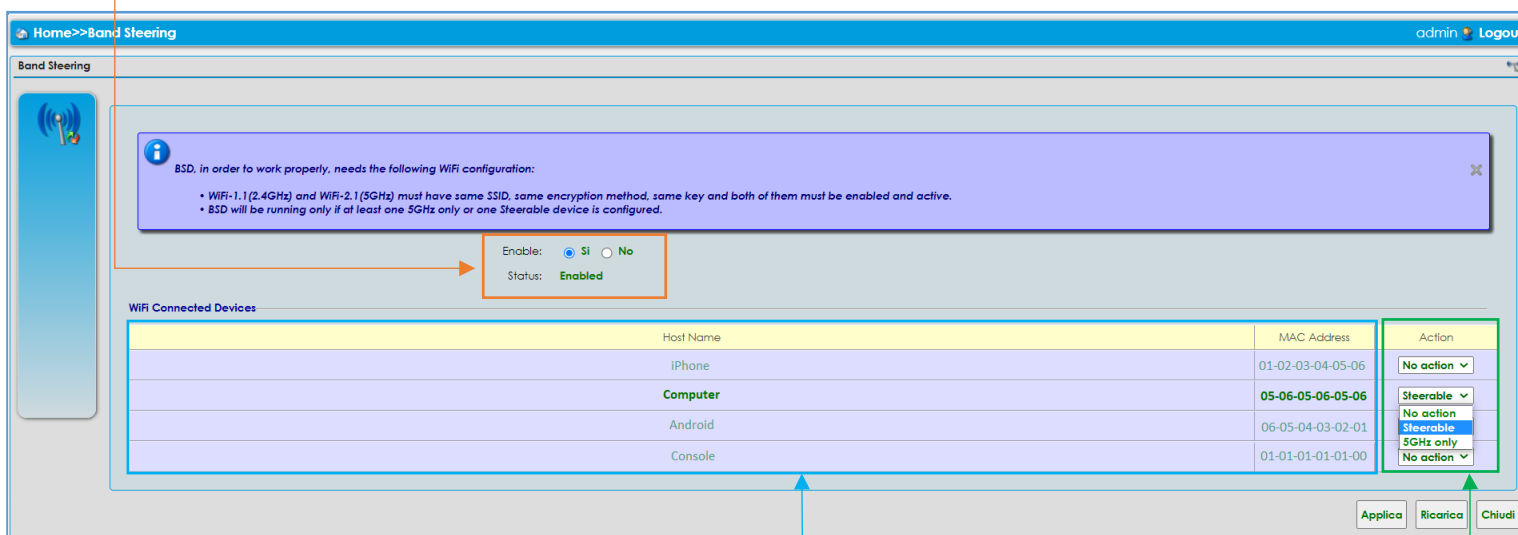 Home>>Band Steering admin Logou
Band Steering
BSD, in order to work properly, needs the following WiFi configuration:
• WiFi-1.1(2.4GHz) and WiFi-2.1(5GHz) must have same SSID, same encryption method, same key and both of them must be enabled and active.
• BSD will be running only if at least one 5GHz only or one Steerable device is configured.
Enable: Si No
Status: Enabled
WiFi Connected Devices
Host Name MAC Address Action
iPhone 01-02-03-04-05-06 No action
Computer 05-06-05-06-05-06 Steerable
No action
Android 06-05-04-03-02-01 Steerable
5GHz only
Console 01-01-01-01-01-00 No action
Applica Ricarica Chiudi